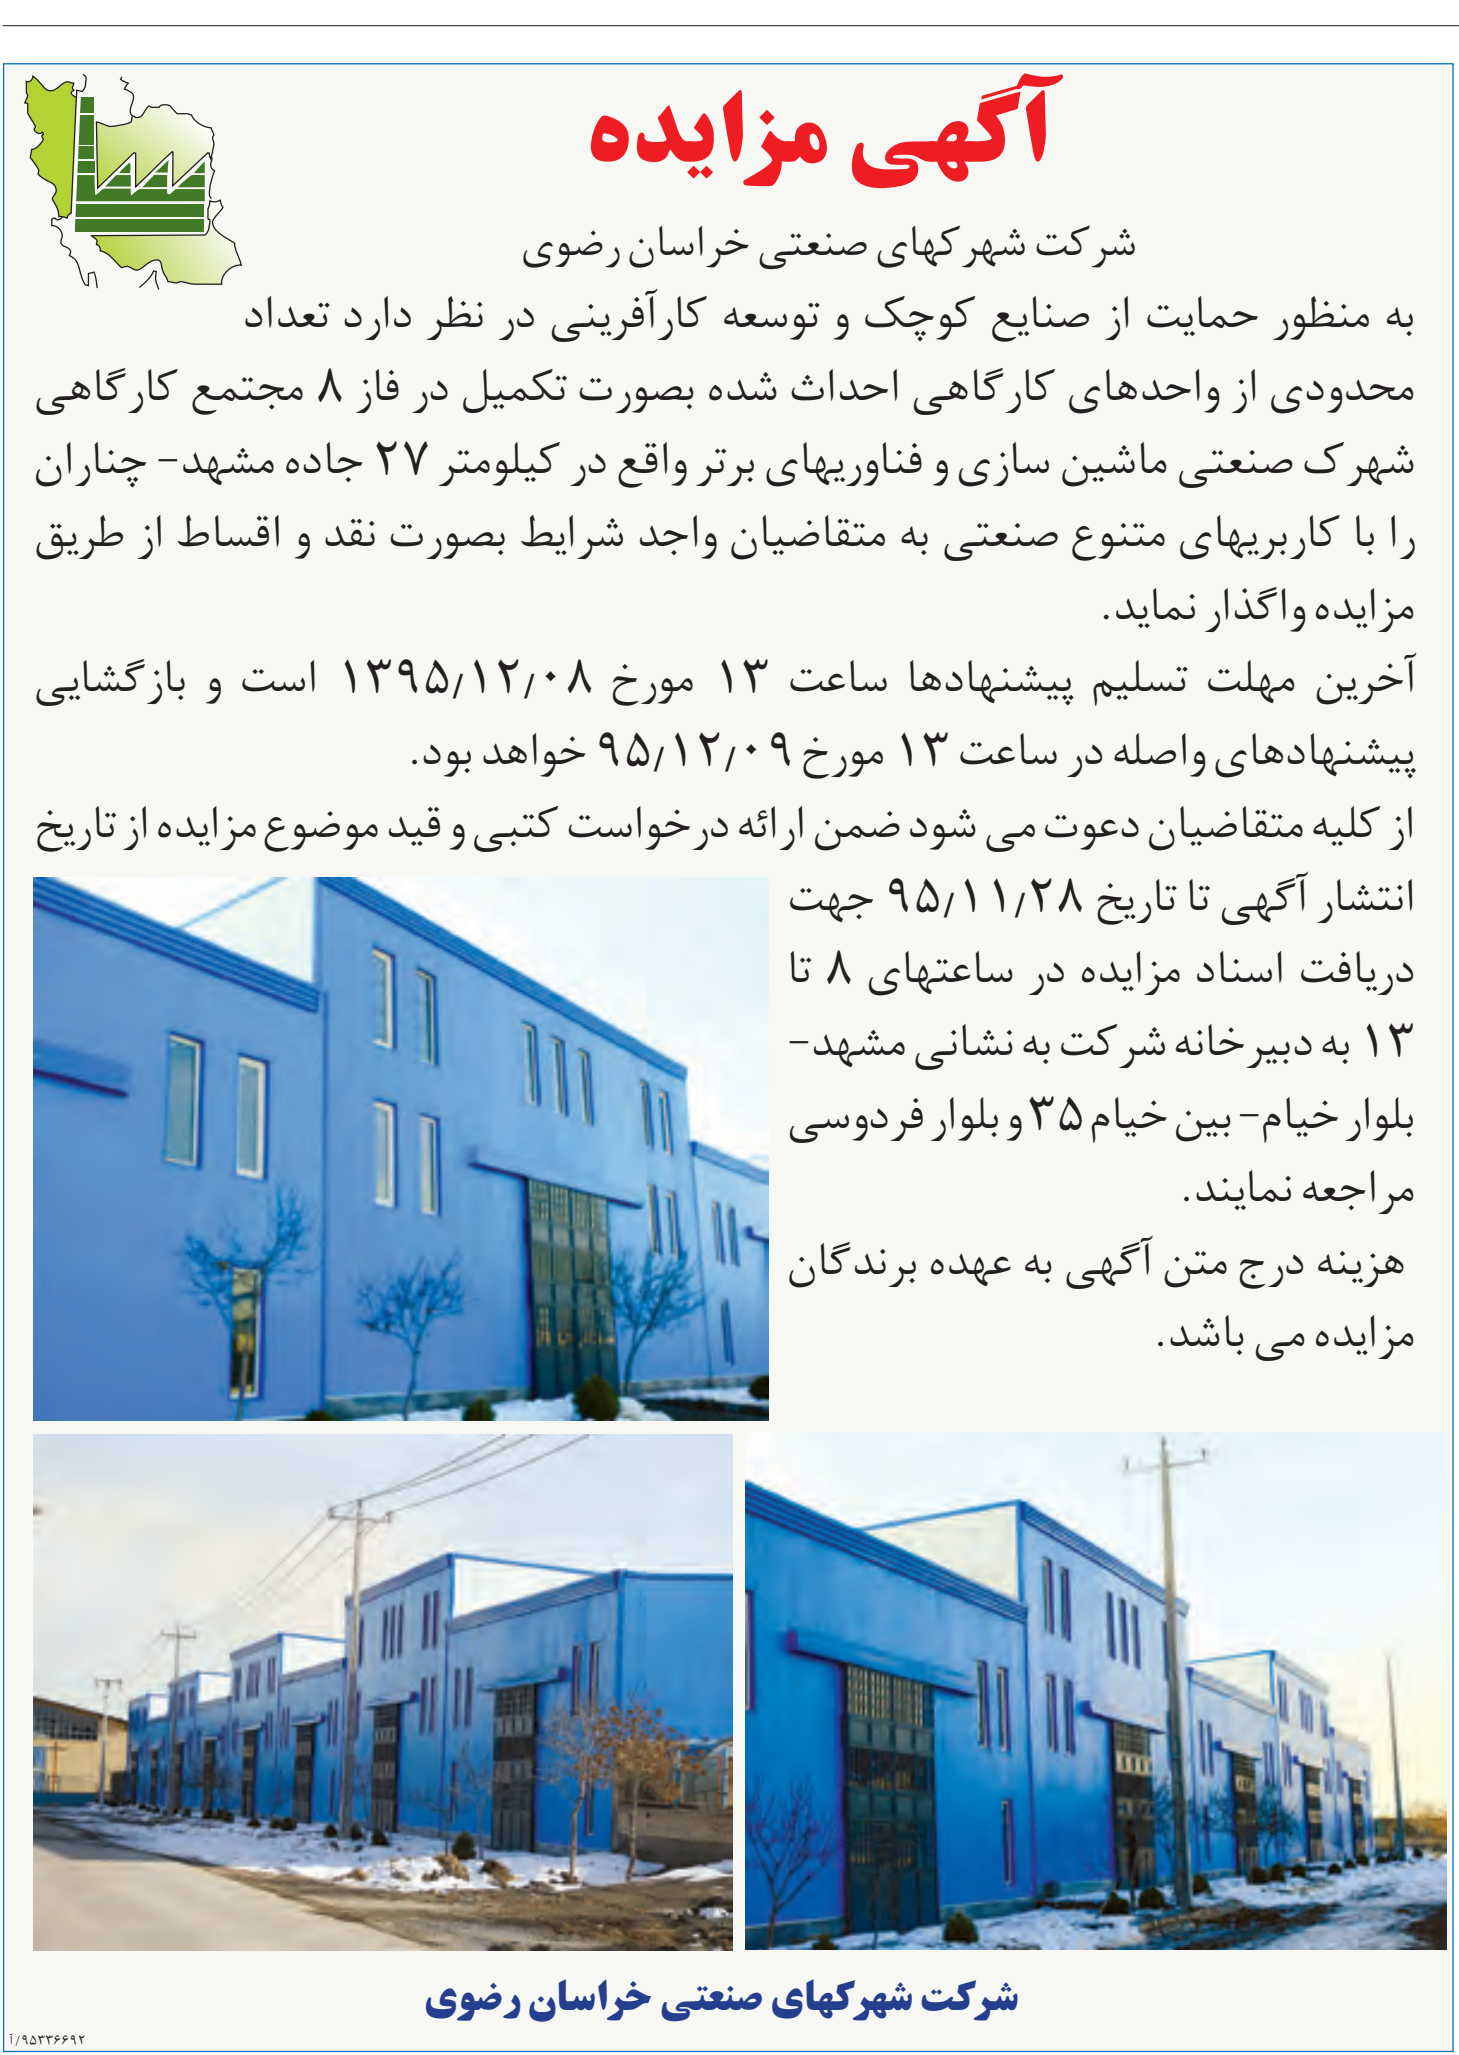 آگهی مزایده
شرکت شهرکهای صنعتی خراسان رضوی
به منظور حمایت از صنایع کوچک و توسعه کارآفرینی در نظر دارد تعداد
محدودی از واحدهای کارگاهی احداث شده بصورت تکمیل در فاز ۸ مجتمع کارگاهی
شهرک صنعتی ماشین سازی و فناوریهای برتر واقع در کیلومتر ۲۷ جاده مشهد- چناران
را با کاربریهای متنوع صنعتی به متقاضیان واجد شرایط بصورت نقد و اقساط از طریق
مزایده واگذار نماید.
آخرین مهلت تسلیم پیشنهادها ساعت ۱۳ مورخ ۱۳۹۵/۱۲/۰۸ است و بازگشایی
پیشنهادهای واصله در ساعت ۱۳ مورخ ۹۵/۱۲/۰۹ خواهد بود.
از کلیه متقاضیان دعوت می شود ضمن ارائه درخواست کتبی و قید موضوع مزایده از تاریخ
انتشار آگهی تا تاریخ ۹۵/۱۱/۲۸ جهت
دریافت اسناد مزایده در ساعتهای ۸ تا
۱۳ به دبیرخانه شرکت به نشانی مشهد-
بلوار خیام- بین خیام ۳۵ و بلوار فردوسی
مراجعه نمایند.
هزینه درج متن آگهی به عهده برندگان
مزایده می باشد.
شرکت شهرکهای صنعتی خراسان رضوی
۹۵۳۳۶۶۹۲/آ